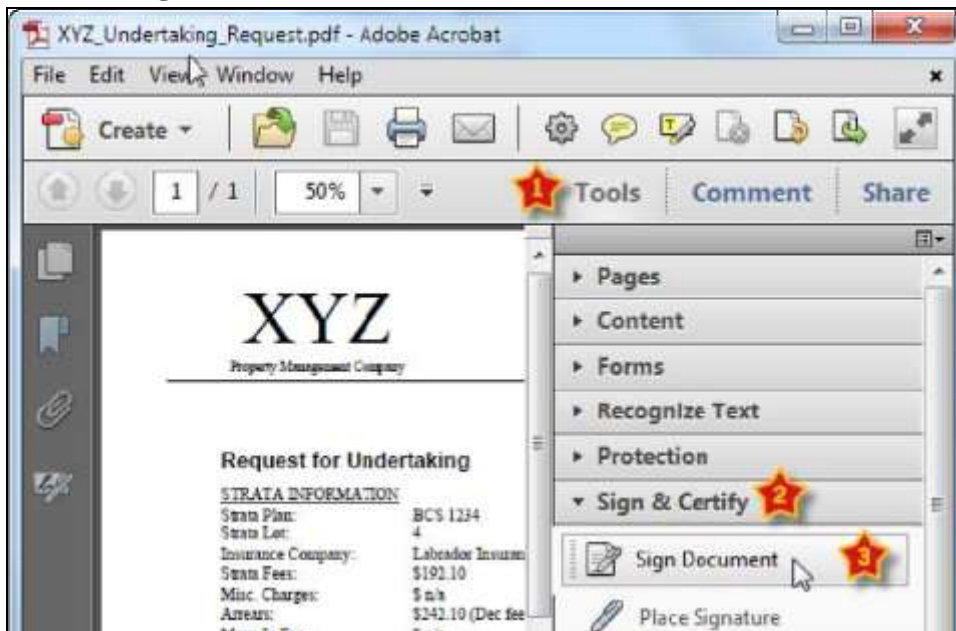 XYZ_Undertaking_Request.pdf - Adobe Acrobat
File Edit View Window Help
Create
1 / 1 50% 1 Tools Comment Share
Pages
XYZ
Content
Property Management Company
Forms
Recognize Text
Protection
Request for Undertaking
Sign & Certify 2
STRATA INFORMATION
Strata Plan: BCS 1234
Strata Lot: 4
Insurance Company: Labrador Insuran
Sign Document 3
Strata Fees: $192.10
Misc. Charges: $ n/a
Arrears: $242.10 (Dec fee
Place Signature